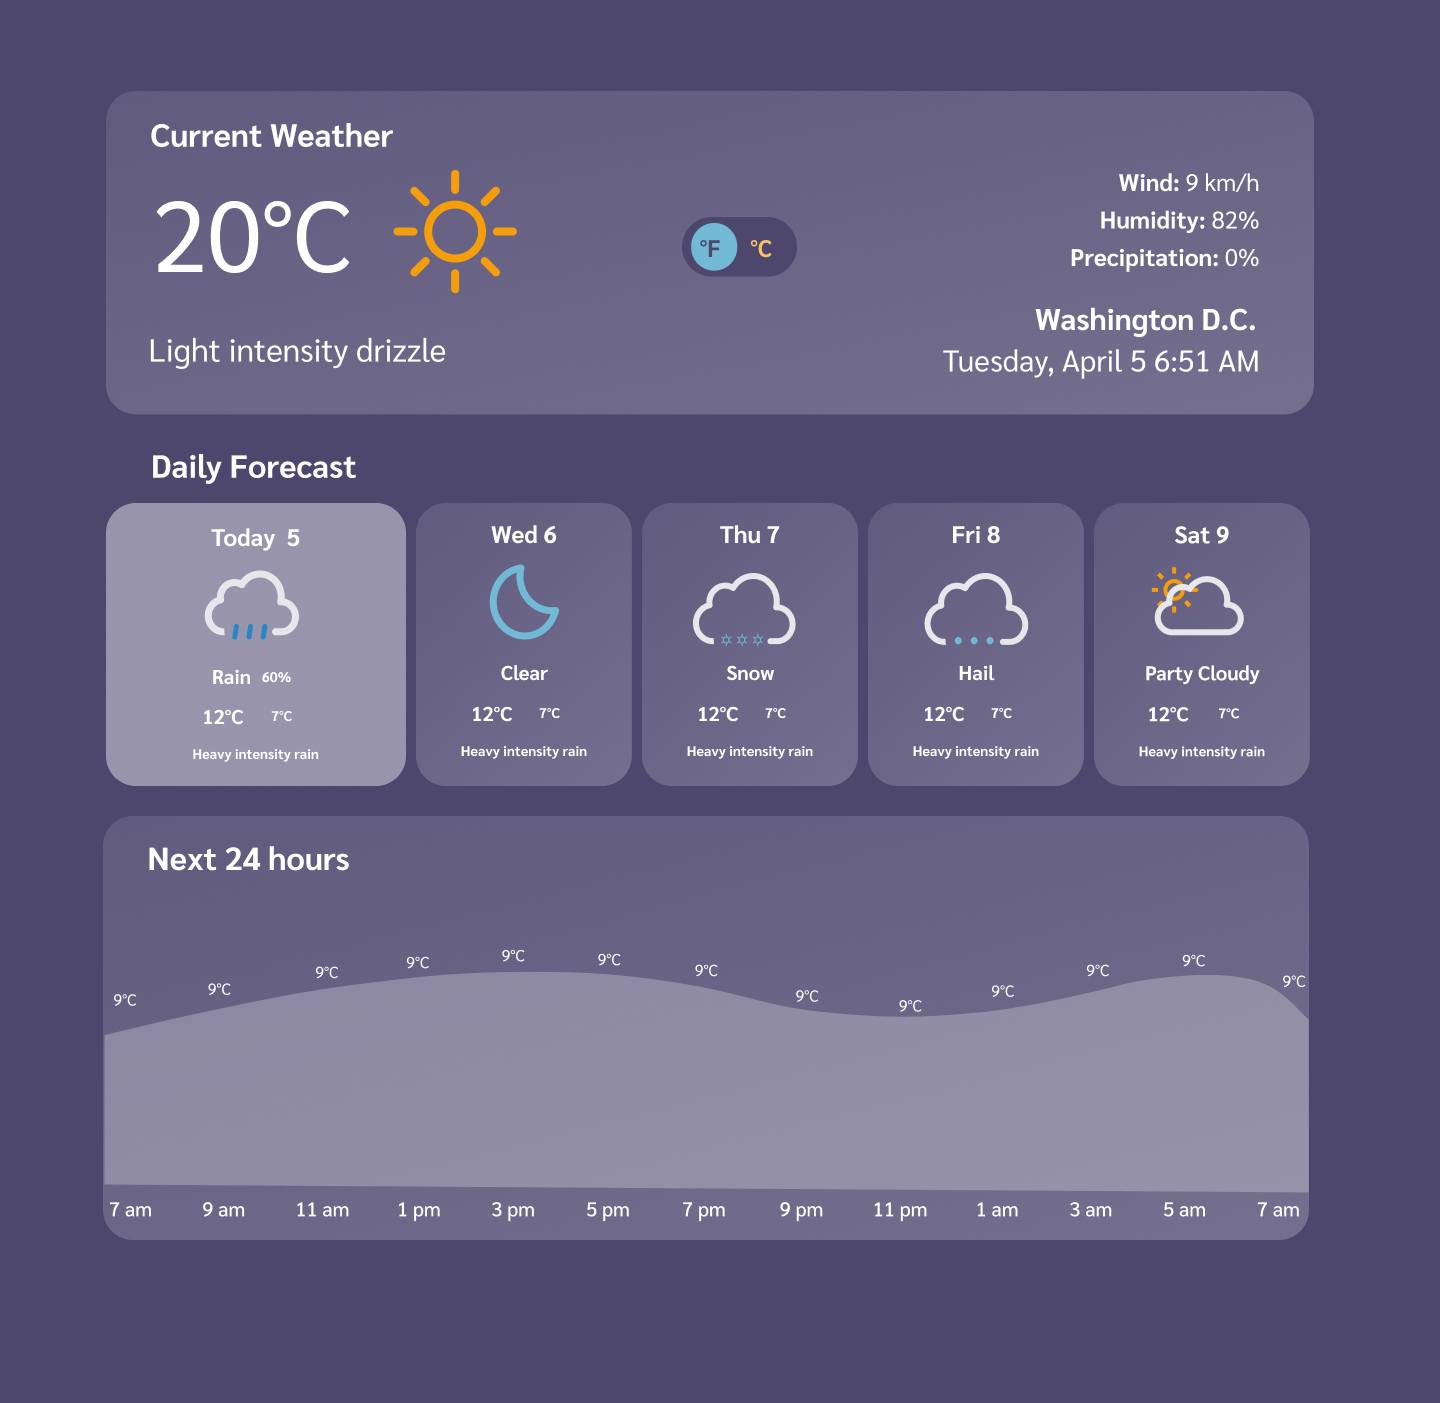 Current Weather
20°C
Light intensity drizzle
°F °C
Wind: 9 km/h
Humidity: 82%
Precipitation: 0%
Washington D.C.
Tuesday, April 5 6:51 AM
Daily Forecast
Today 5
Rain 60%
12°C 7°C
Heavy intensity rain
Wed 6
Clear
12°C 7°C
Heavy intensity rain
Thu 7
Snow
12°C 7°C
Heavy intensity rain
Fri 8
Hail
12°C 7°C
Heavy intensity rain
Sat 9
Party Cloudy
12°C 7°C
Heavy intensity rain
Next 24 hours
9°C 9°C 9°C 9°C 9°C 9°C 9°C 9°C 9°C 9°C 9°C 9°C 9°C
7 am 9 am 11 am 1 pm 3 pm 5 pm 7 pm 9 pm 11 pm 1 am 3 am 5 am 7 am